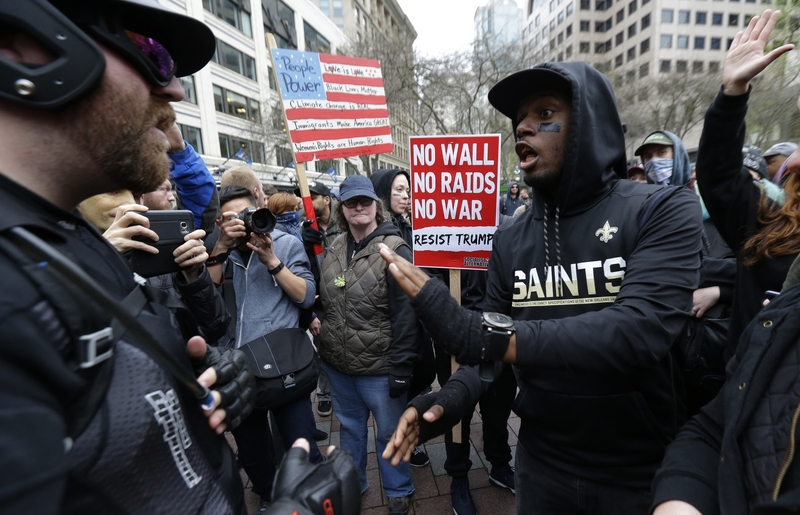 People
Power
Love is Love
Black Lives Matter
Climate Change is REAL
Immigrants Make America GREAT
Women's Rights are Human Rights
NO WALL
NO RAIDS
NO WAR
RESIST TRUMP
SAINTS